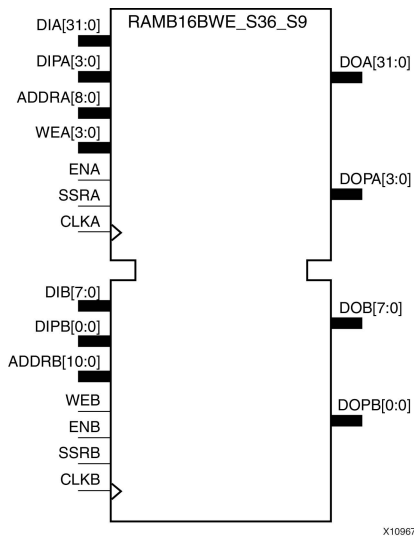 RAMB16BWE_S36_S9
DIA[31:0]
DIPA[3:0]
ADDRA[8:0]
WEA[3:0]
ENA
SSRA
CLKA
DOA[31:0]
DOPA[3:0]
DIB[7:0]
DIPB[0:0]
ADDRB[10:0]
WEB
ENB
SSRB
CLKB
DOB[7:0]
DOPB[0:0]
X10967